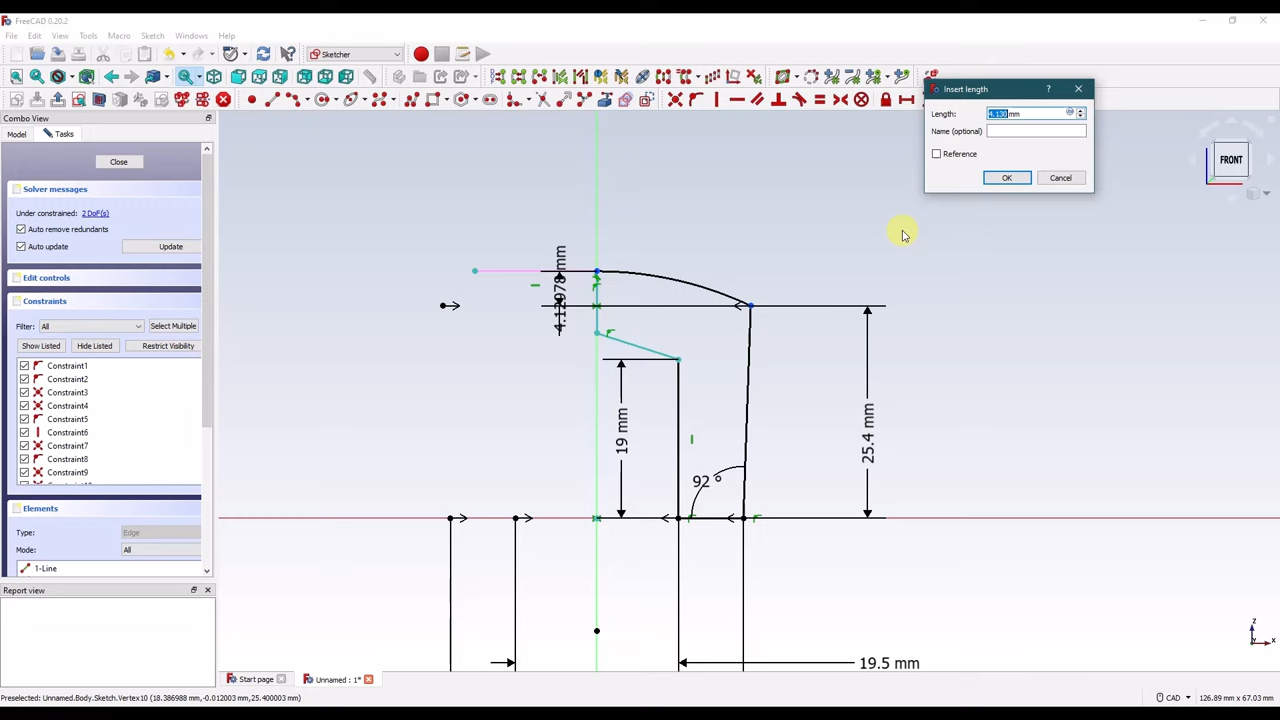 FreeCAD 0.20.2
File Edit View Tools Macro Sketch Windows Help
Sketcher
Combo View
Model Tasks
Close
Solver messages
Under constrained: 2 DoF(s)
Auto remove redundants
Auto update Update
Edit controls
Constraints
Filter: All Select Multiple
Show Listed Hide Listed Restrict Visibility
Constraint1
Constraint2
Constraint3
Constraint4
Constraint5
Constraint6
Constraint7
Constraint8
Constraint9
Elements
Type: Edge
Mode: All
1-Line
Report view
Insert length
Length: 4.130 mm
Name (optional)
Reference
OK Cancel
FRONT
4.12978 mm
19 mm
92 °
25.4 mm
19.5 mm
Z
X
Start page Unnamed : 1*
Preselected: Unnamed.Body.Sketch.Vertex10 (18.386988 mm,-0.012003 mm,25.400003 mm) CAD 126.89 mm x 67.03 mm